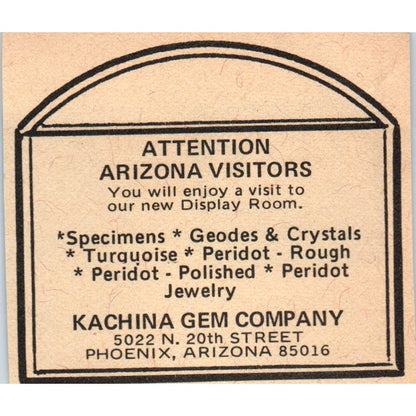 ATTENTION
ARIZONA VISITORS
You will enjoy a visit to
our new Display Room.
*Specimens * Geodes & Crystals
* Turquoise * Peridot - Rough
* Peridot - Polished * Peridot
Jewelry
KACHINA GEM COMPANY
5022 N. 20th STREET
PHOENIX, ARIZONA 85016